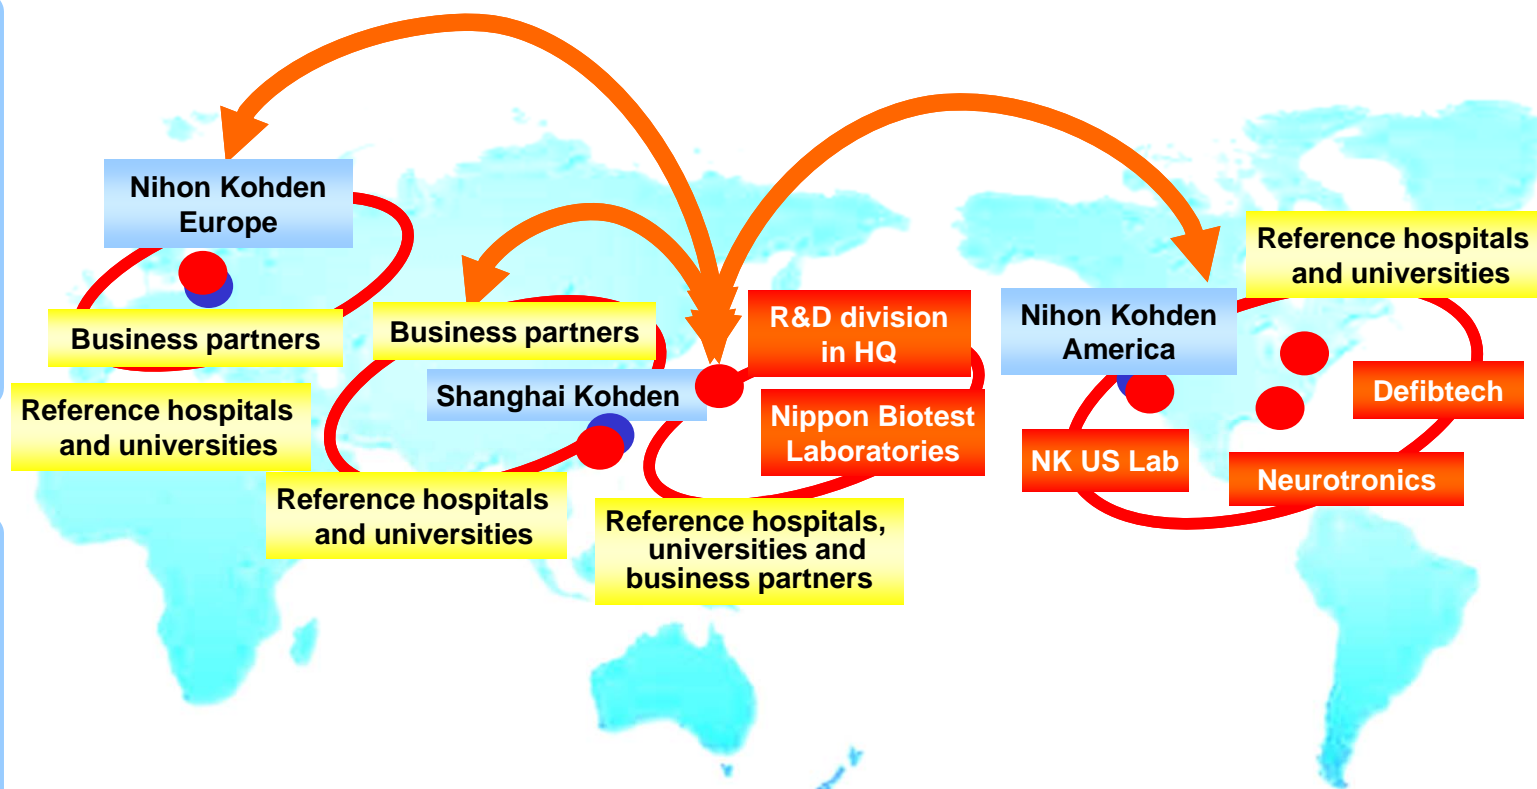 Nihon Kohden
Europe
Business partners
Reference hospitals
and universities
Business partners
Shanghai Kohden
Reference hospitals
and universities
R&D division
in HQ
Nippon Biotest
Laboratories
Reference hospitals,
universities and
business partners
Nihon Kohden
America
Reference hospitals
and universities
Defibtech
NK US Lab
Neurotronics